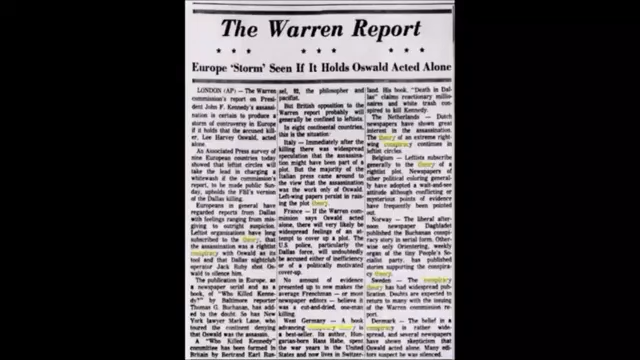 The Warren Report
Europe 'Storm' Seen If It Holds Oswald Acted Alone
LONDON (AP) — The Warren
commission's report on Presi-
dent John F. Kennedy's assassi-
nation is certain to produce a
storm of controversy in Europe
if it holds that the accused kill-
er, Lee Harvey Oswald, acted
alone.
An Associated Press survey of
nine European countries today
showed that leftist circles will
take the lead in charging a
whitewash if the commission's
report, to be made public Sun-
day, upholds the FBI's version
of the Dallas killing.
Europeans in general have
regarded reports from Dallas
with feelings ranging from mis-
giving to outright suspicion.
Leftist organizations have long
subscribed to the theory, that
the assassination was a rightist
conspiracy with Oswald as its
tool and that Dallas nightclub
operator Jack Ruby shot Os-
wald to silence him.
The publication in Europe, as
a newspaper serial and as a
book, of "Who Killed Kenne-
dy" by Baltimore reporter
Thomas G. Buchanan, has add-
ed to the doubt. So has New
York lawyer Mark Lane, who
toured the continent denying
that Oswald was the assassin.
A "Who Killed Kennedy"
committee has been formed in
Britain by Bertrand Earl Rus-
sel, 92, the philosopher and
pacifist.
But British opposition to the
Warren report probably will
generally be confined to leftists.
In eight continental countries,
this is the situation:
Italy — Immediately after the
killing there was widespread
speculation that the assassina-
tion might have been part of a
plot. But the majority of the
Italian press came around to
the view that the assassination
was the work only of Oswald.
Left-wing papers persist in rais-
ing the plot theory.
France — If the Warren com-
mission says Oswald acted
alone, there will very likely be
widespread feelings of an at-
tempt to cover up a plot. The
U.S. police, particularly the
Dallas force, will undoubtedly
be accused either of inefficiency
or of a politically motivated
cover-up.
No amount of evidence
presented up to now makes the
average Frenchman — or most
newspaper editors — believe it
was a cut-and-dried, one-man
killing.
West Germany — A book
advancing conspiracy theory is
a best-seller. Its author, Hun-
garian-born Hans Habe, spent
the war years in the United
States and now lives in Switzer-
land. His book, "Death in Dal-
las" claims reactionary millio-
naires and white trash con-
spired to kill Kennedy.
The Netherlands — Dutch
newspapers have shown great
interest in the assassination.
The theory of an extreme right-
wing conspiracy continues in
leftist circles.
Belgium — Leftists subscribe
generally to the theory of a
rightist plot. Newspapers of
other political coloring general-
ly have adopted a wait-and-see
attitude although conflicting or
mysterious points of evidence
have frequently been pointed
out.
Norway — The liberal after-
noon newspaper Dagbladet
published the Buchanan conspir-
acy story in serial form. Other-
wise only Orientering, weekly
organ of the tiny People's So-
cialist party, has published
stories supporting the conspira-
cy theory.
Sweden — The conspiracy
theory has had widespread pub-
lication. Doubts are expected to
return to many with the issuing
of the Warren commission re-
port.
Denmark — The belief in a
conspiracy is rather wide-
spread, and several newspapers
have shown skepticism that
Oswald acted alone. Many ed-
itors suspect he was silenced.